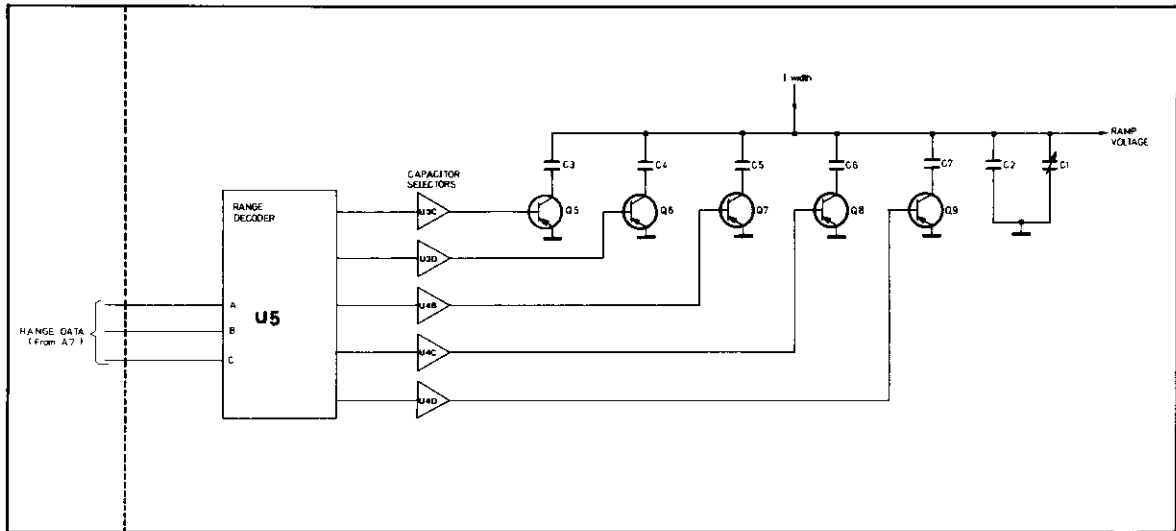 I width
RAMP
VOLTAGE
C3
C4
C5
C6
C7
C2
C1
CAPACITOR
SELECTORS
RANGE
DECODER
U3C
Q5
Q6
Q7
Q8
Q9
U3D
A
U4B
U5
RANGE DATA
(From A7)
B
U4C
C
U4D